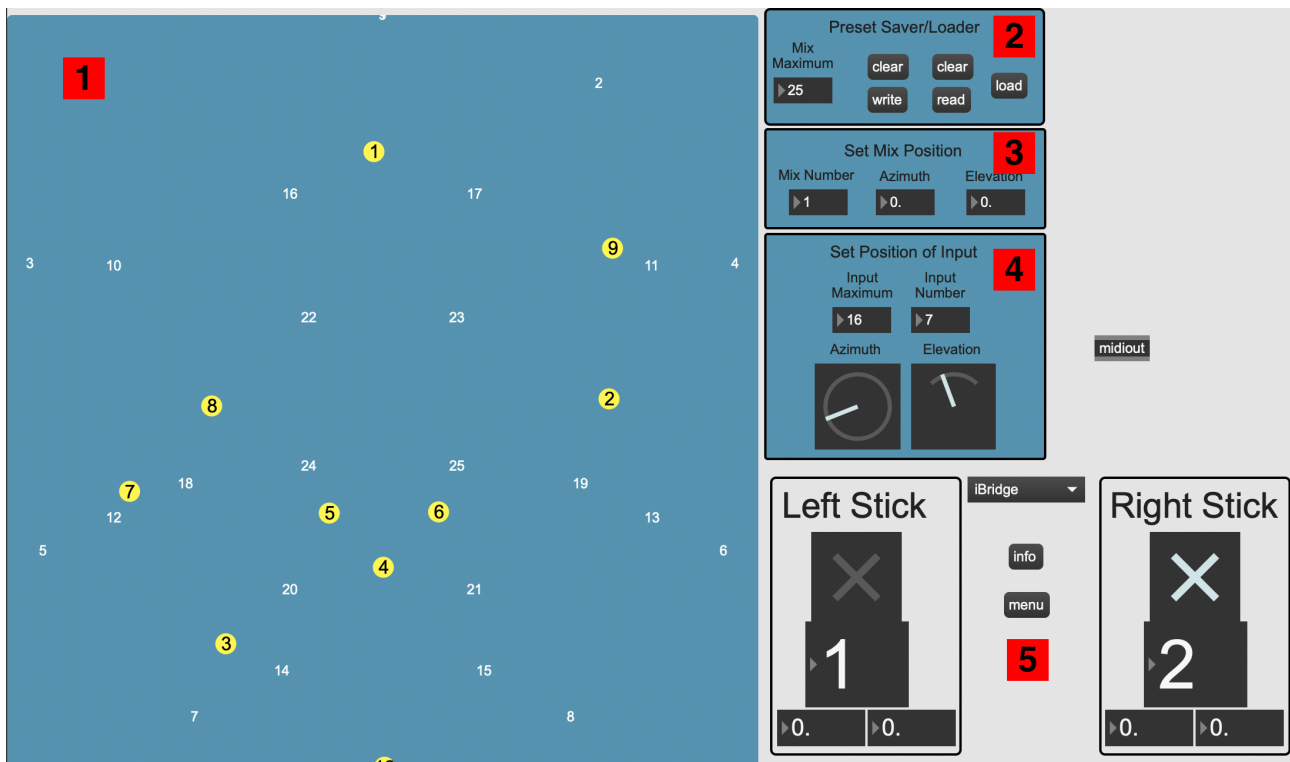 9
1
2
1
16
17
9
3
10
11
4
22
23
8
2
24
25
7
18
19
12
5
6
13
5
6
4
20
21
3
14
15
7
8
Preset Saver/Loader
2
Mix
Maximum
25
clear
clear
load
write
read
Set Mix Position
3
Mix Number
Azimuth
Elevation
1
0.
0.
Set Position of Input
4
Input
Maximum
Input
Number
16
7
Azimuth
Elevation
midiout
Left Stick
1
0.
0.
iBridge
info
menu
5
Right Stick
2
0.
0.